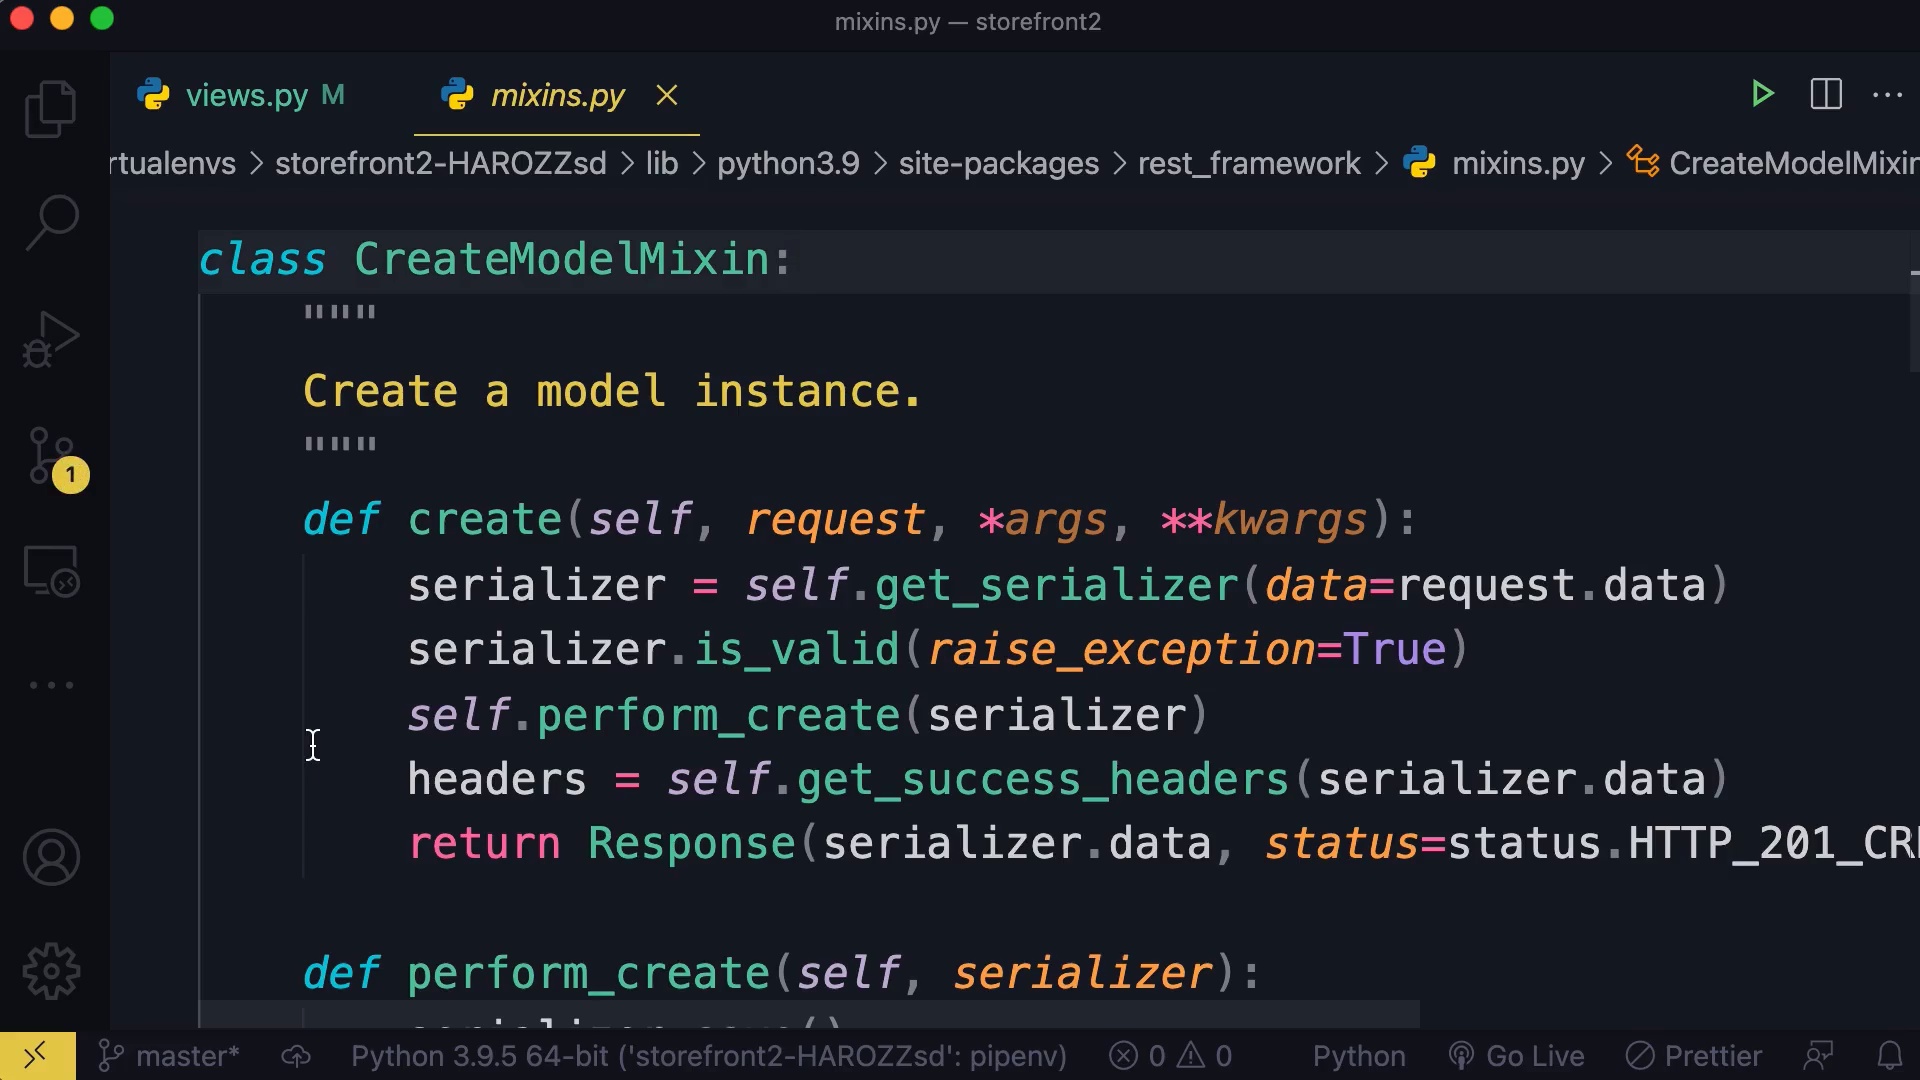 mixins.py — storefront2
views.py M mixins.py
rtualenvs > storefront2-HAROZZsd > lib > python3.9 > site-packages > rest_framework > mixins.py > CreateModelMixin
class CreateModelMixin:
"""
Create a model instance.
"""
def create(self, request, *args, **kwargs):
serializer = self.get_serializer(data=request.data)
serializer.is_valid(raise_exception=True)
self.perform_create(serializer)
headers = self.get_success_headers(serializer.data)
return Response(serializer.data, status=status.HTTP_201_CR
def perform_create(self, serializer):
serializer.save()
1
master* Python 3.9.5 64-bit ('storefront2-HAROZZsd': pipenv) 0 0 Python Go Live Prettier